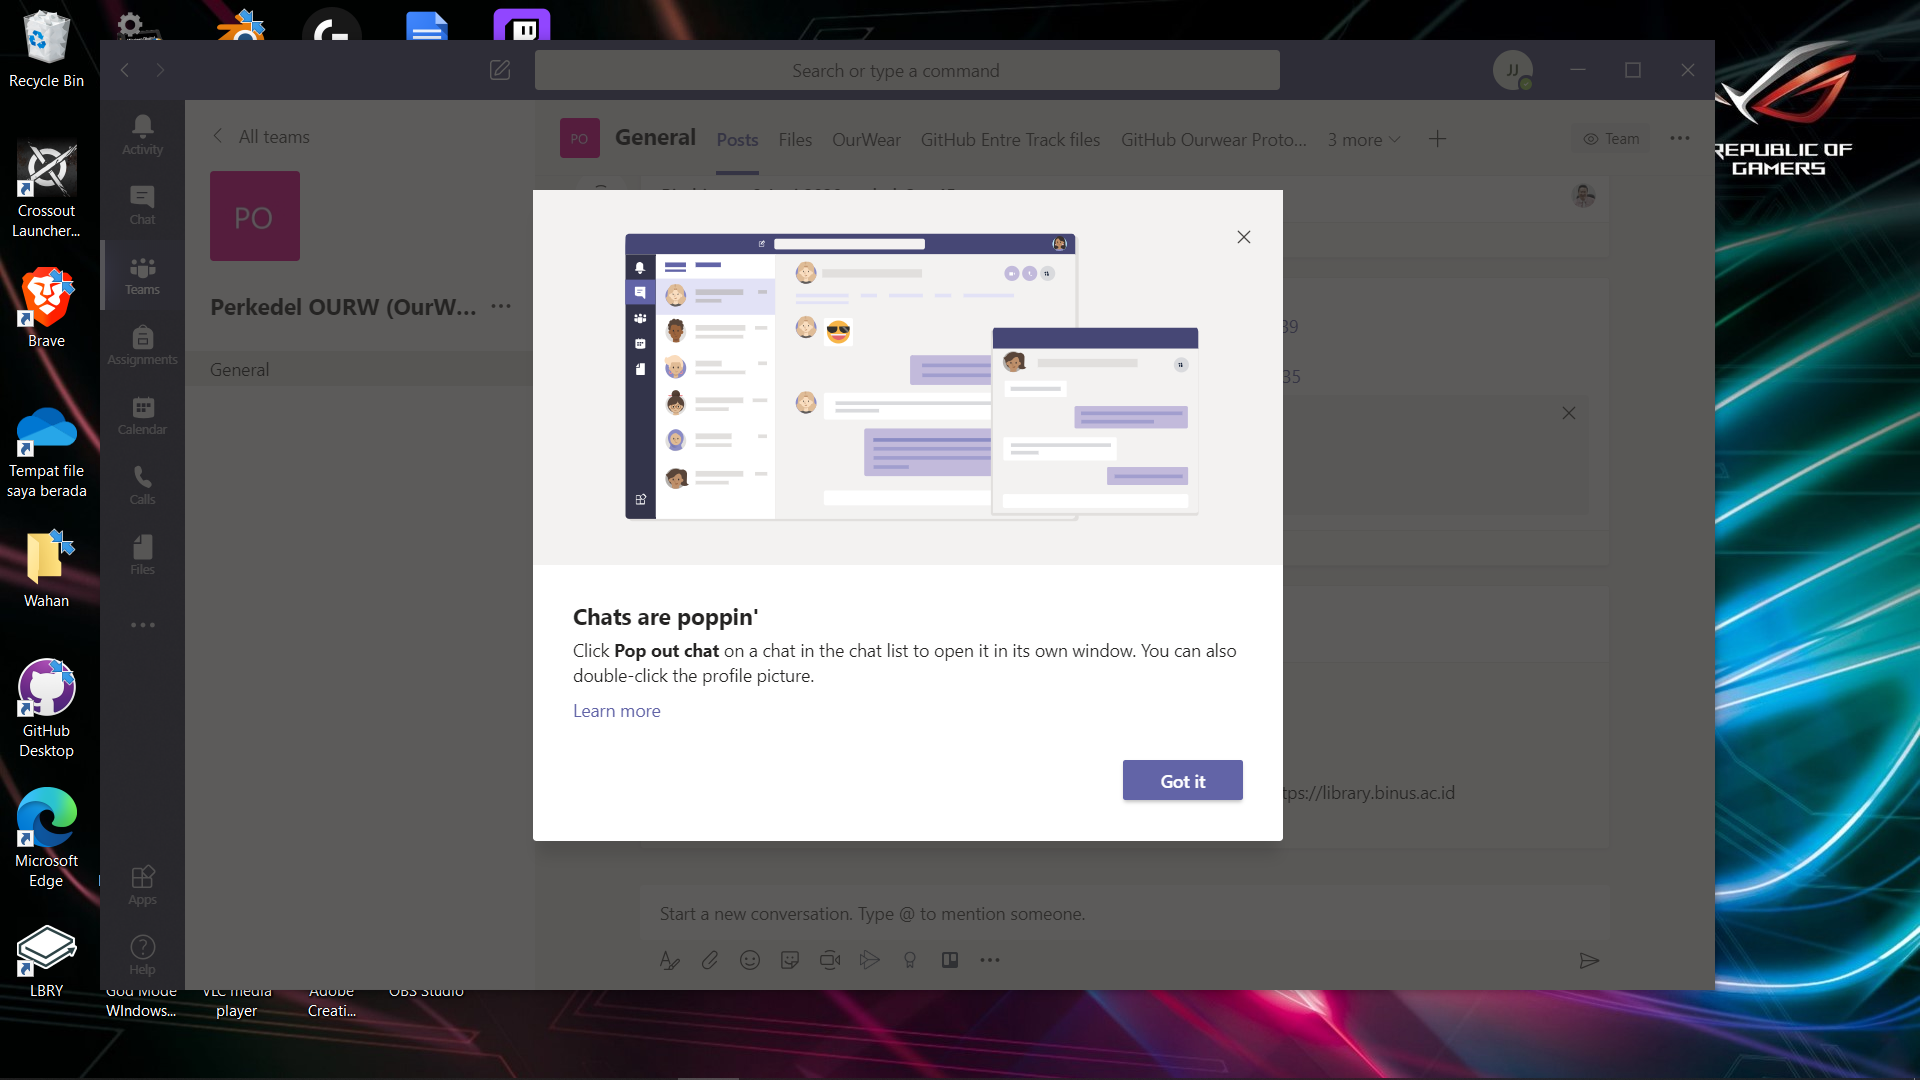 Recycle Bin
Crossout
Launcher...
Brave
Tempat file
saya berada
Wahan
GitHub
Desktop
Microsoft
Edge
LBRY
God Mode
WIndows...
VLC media
player
Adobe
Creati...
OBS Studio
Search or type a command
JJ
Activity
Chat
Teams
Assignments
Calendar
Calls
Files
Apps
Help
All teams
PO
Perkedel OURW (OurW...
General
PO
General
Posts
Files
OurWear
GitHub Entre Track files
GitHub Ourwear Proto...
3 more
Team
39
35
Chats are poppin'
Click Pop out chat on a chat in the chat list to open it in its own window. You can also
double-click the profile picture.
Learn more
Got it
tps://library.binus.ac.id
Start a new conversation. Type @ to mention someone.
REPUBLIC OF
GAMERS